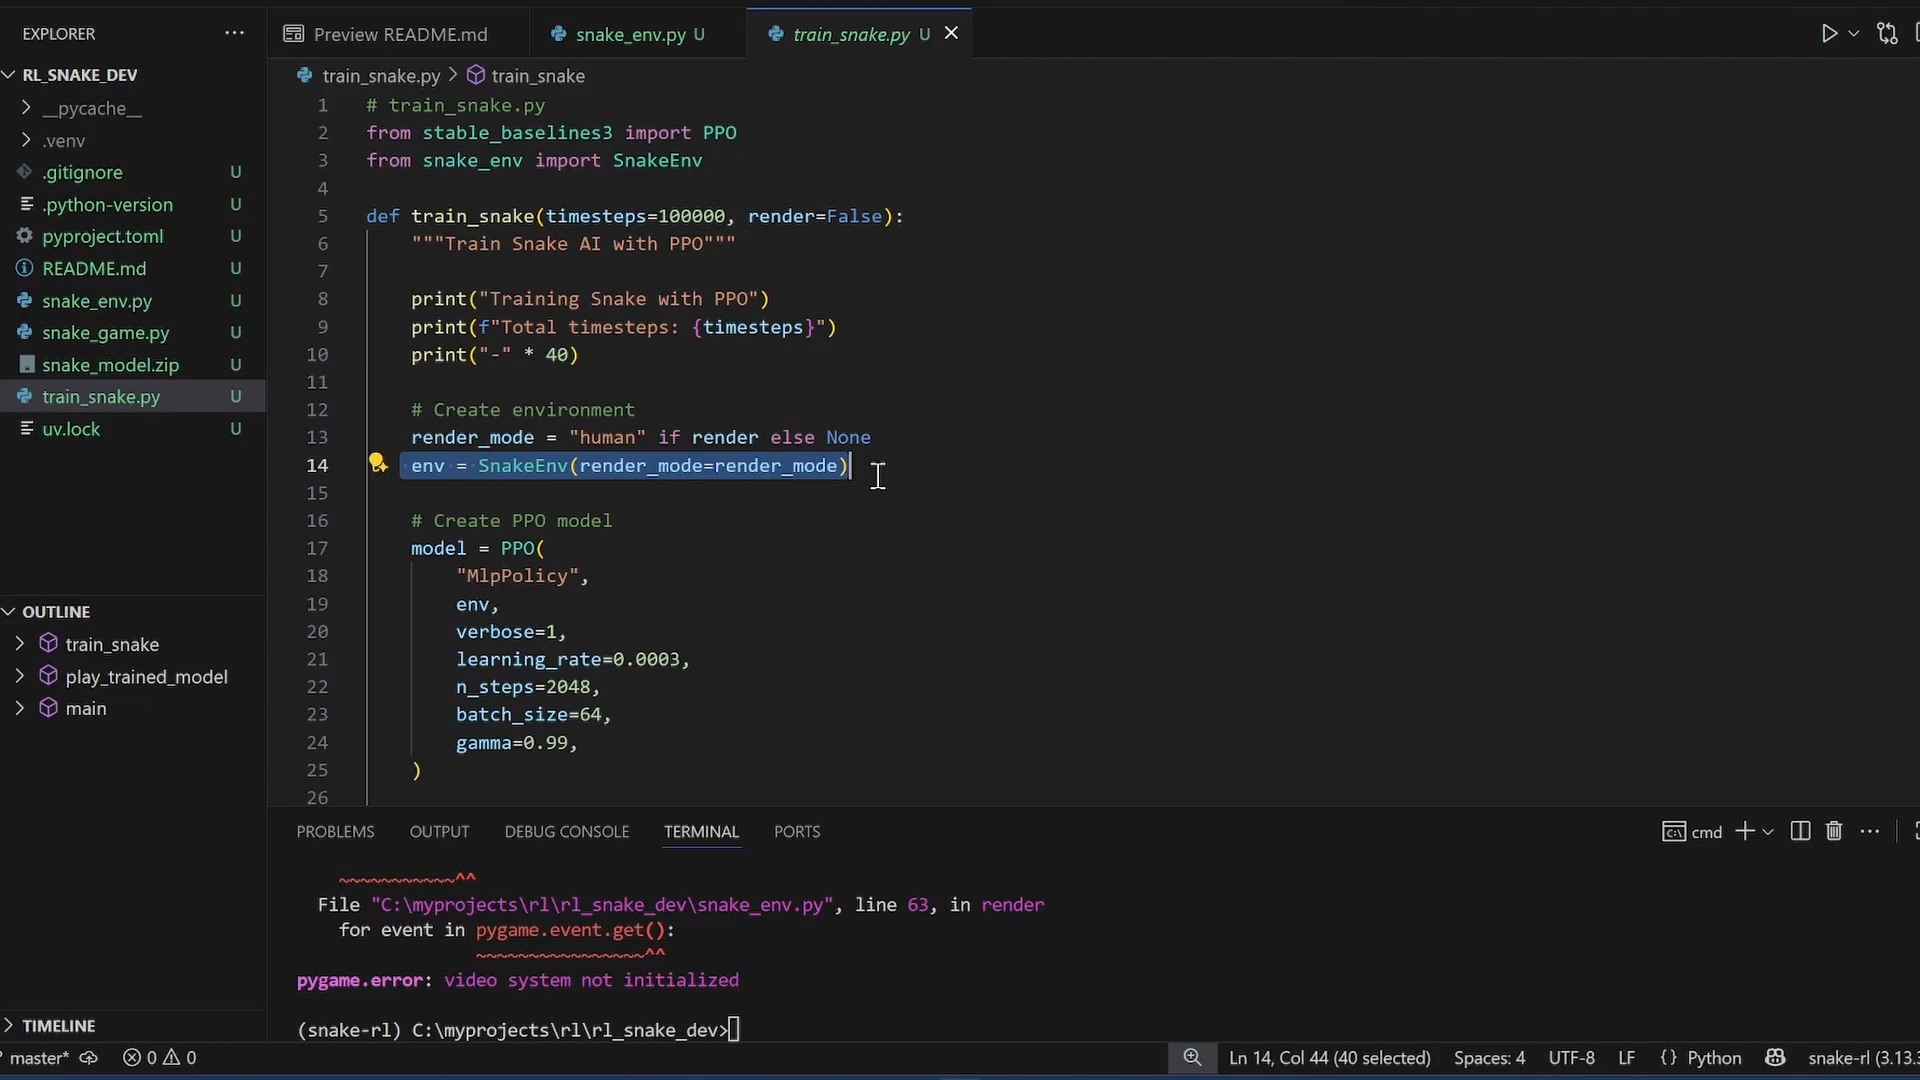 EXPLORER
RL_SNAKE_DEV
__pycache__
.venv
.gitignore U
.python-version U
pyproject.toml U
README.md U
snake_env.py U
snake_game.py U
snake_model.zip U
train_snake.py U
uv.lock U
OUTLINE
train_snake
play_trained_model
main
TIMELINE
Preview README.md
snake_env.py U
train_snake.py U
train_snake.py > train_snake
1 # train_snake.py
2 from stable_baselines3 import PPO
3 from snake_env import SnakeEnv
4
5 def train_snake(timesteps=100000, render=False):
6 """Train Snake AI with PPO"""
7
8 print("Training Snake with PPO")
9 print(f"Total timesteps: {timesteps}")
10 print("-" * 40)
11
12 # Create environment
13 render_mode = "human" if render else None
14 env = SnakeEnv(render_mode=render_mode)
15
16 # Create PPO model
17 model = PPO(
18 "MlpPolicy",
19 env,
20 verbose=1,
21 learning_rate=0.0003,
22 n_steps=2048,
23 batch_size=64,
24 gamma=0.99,
25 )
26
PROBLEMS OUTPUT DEBUG CONSOLE TERMINAL PORTS
cmd
~~~~~~~~~~~^^
File "C:\myprojects\rl\rl_snake_dev\snake_env.py", line 63, in render
for event in pygame.event.get():
~~~~~~~~~~~~~~~~^^
pygame.error: video system not initialized
(snake-rl) C:\myprojects\rl\rl_snake_dev>
master* 0 0 Ln 14, Col 44 (40 selected) Spaces: 4 UTF-8 LF {} Python snake-rl (3.13.3